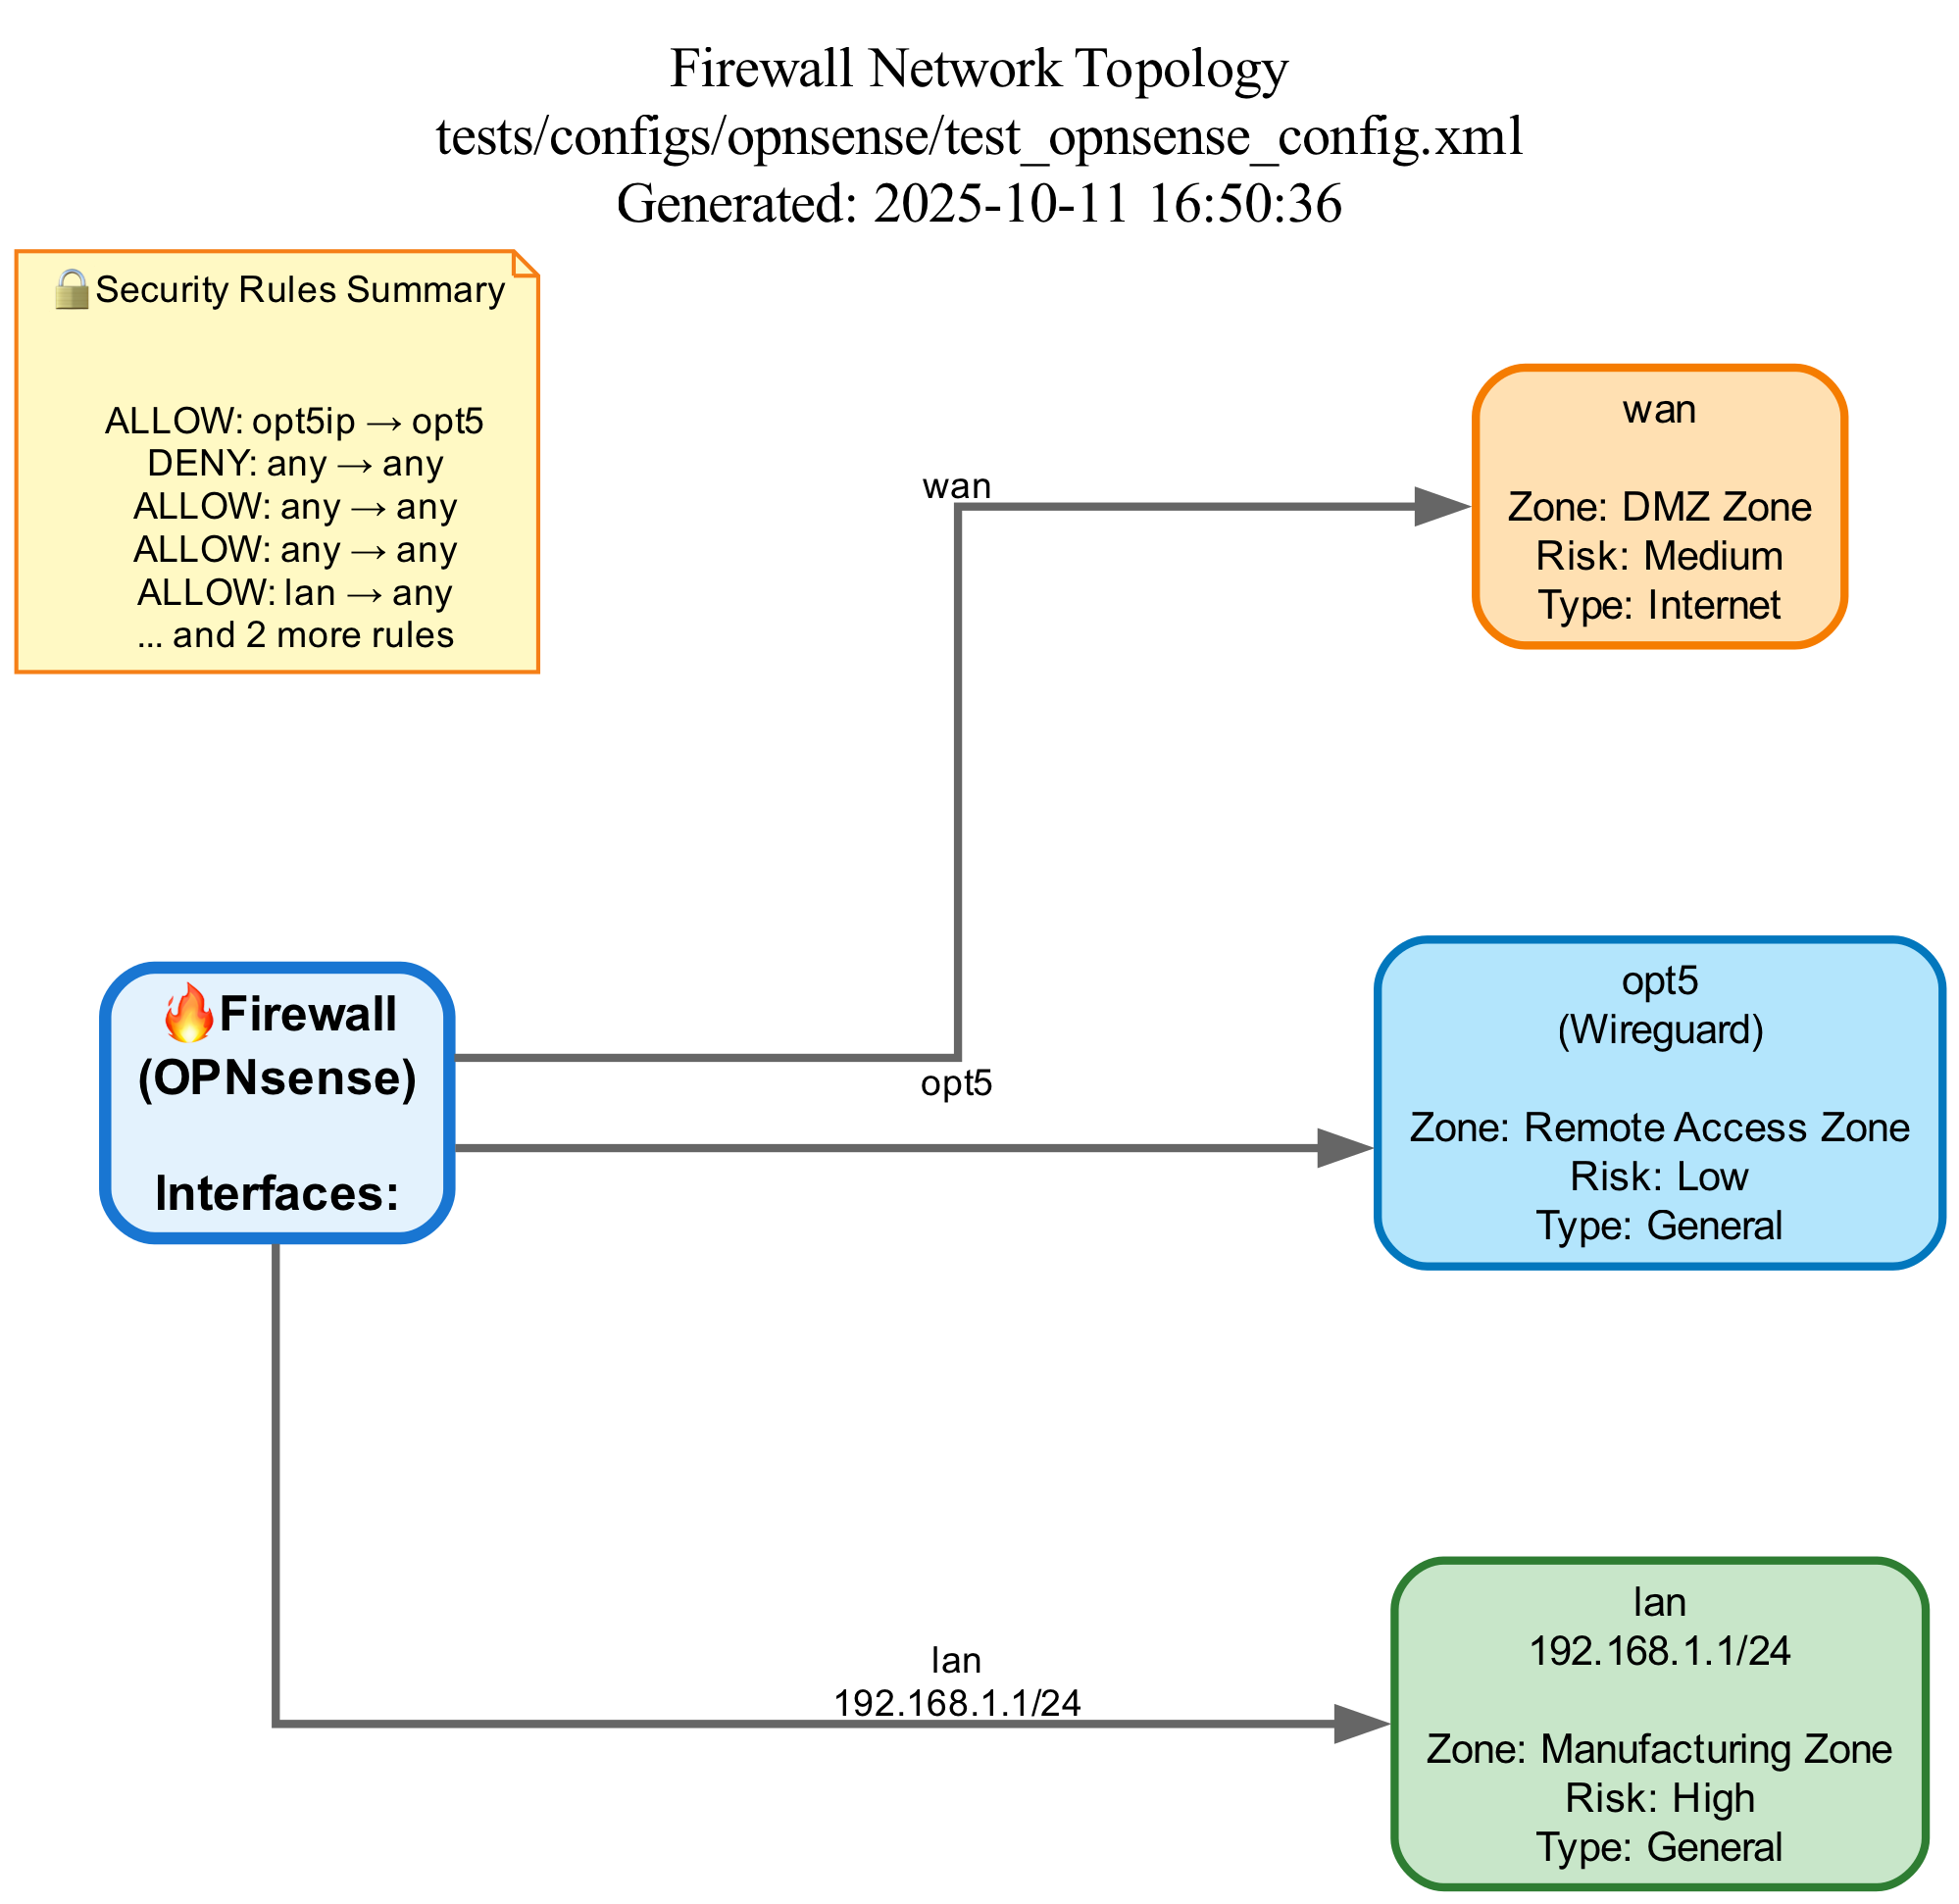 Firewall Network Topology
tests/configs/opnsense/test_opnsense_config.xml
Generated: 2025-10-11 16:50:36
🔒Security Rules Summary
ALLOW: opt5ip → opt5
DENY: any → any
ALLOW: any → any
ALLOW: any → any
ALLOW: lan → any
... and 2 more rules
wan
wan
Zone: DMZ Zone
Risk: Medium
Type: Internet
🔥Firewall
(OPNsense)
Interfaces:
opt5
opt5
(Wireguard)
Zone: Remote Access Zone
Risk: Low
Type: General
lan
192.168.1.1/24
lan
192.168.1.1/24
Zone: Manufacturing Zone
Risk: High
Type: General